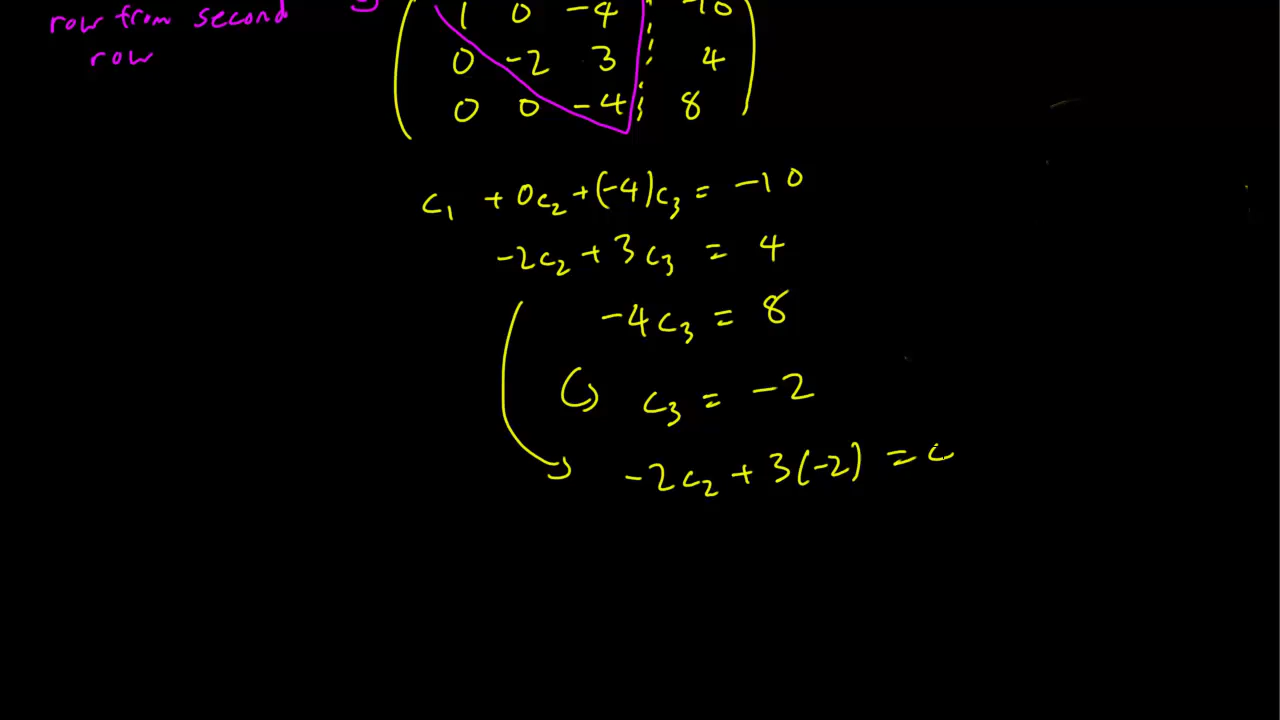 row from second
row
1 0 -4 -10
0 -2 3 4
0 0 -4 8
c₁ + 0c₂ + (-4)c₃ = -10
-2c₂ + 3c₃ = 4
-4c₃ = 8
c₃ = -2
-2c₂ + 3(-2) =